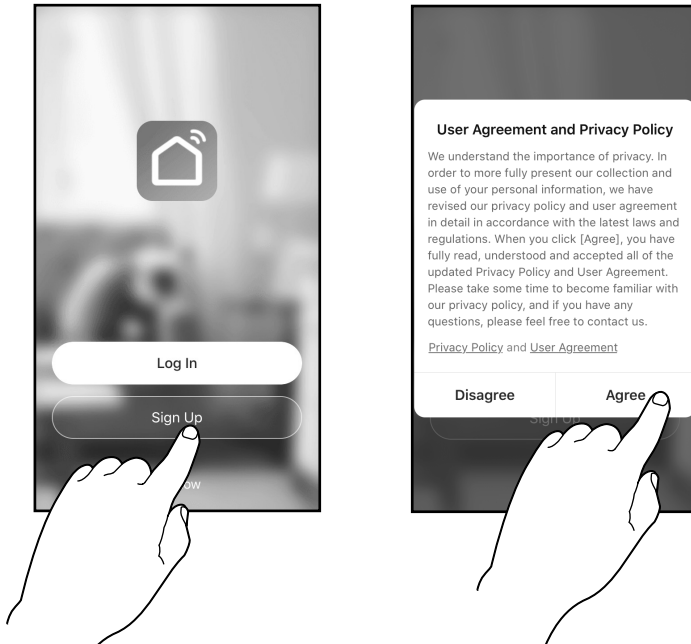 Log In
Sign Up
ow
User Agreement and Privacy Policy
We understand the importance of privacy. In
order to more fully present our collection and
use of your personal information, we have
revised our privacy policy and user agreement
in detail in accordance with the latest laws and
regulations. When you click [Agree], you have
fully read, understood and accepted all of the
updated Privacy Policy and User Agreement.
Please take some time to become familiar with
our privacy policy, and if you have any
questions, please feel free to contact us.
Privacy Policy and User Agreement
Disagree Agree
Sign Up